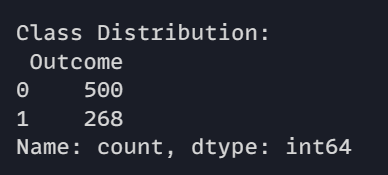 Class Distribution:
 Outcome
0    500
1    268
Name: count, dtype: int64